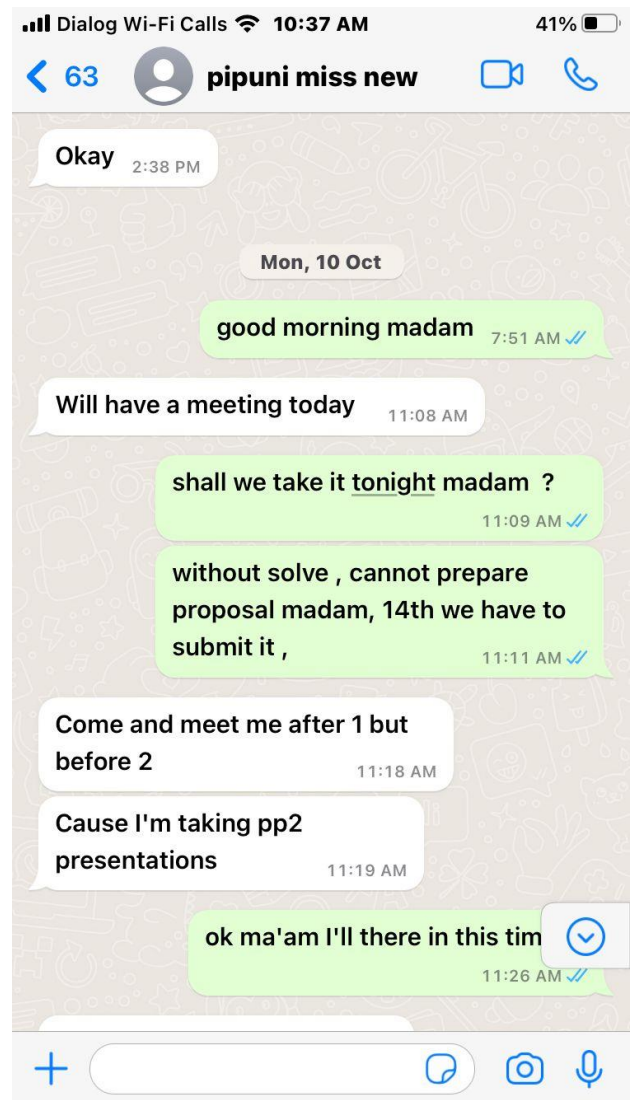 Dialog Wi-Fi Calls 10:37 AM 41%
63 pipuni miss new
Okay 2:38 PM
Mon, 10 Oct
good morning madam 7:51 AM
Will have a meeting today 11:08 AM
shall we take it tonight madam ?
11:09 AM
without solve , cannot prepare
proposal madam, 14th we have to
submit it , 11:11 AM
Come and meet me after 1 but
before 2 11:18 AM
Cause I'm taking pp2
presentations 11:19 AM
ok ma'am I'll there in this tim
11:26 AM